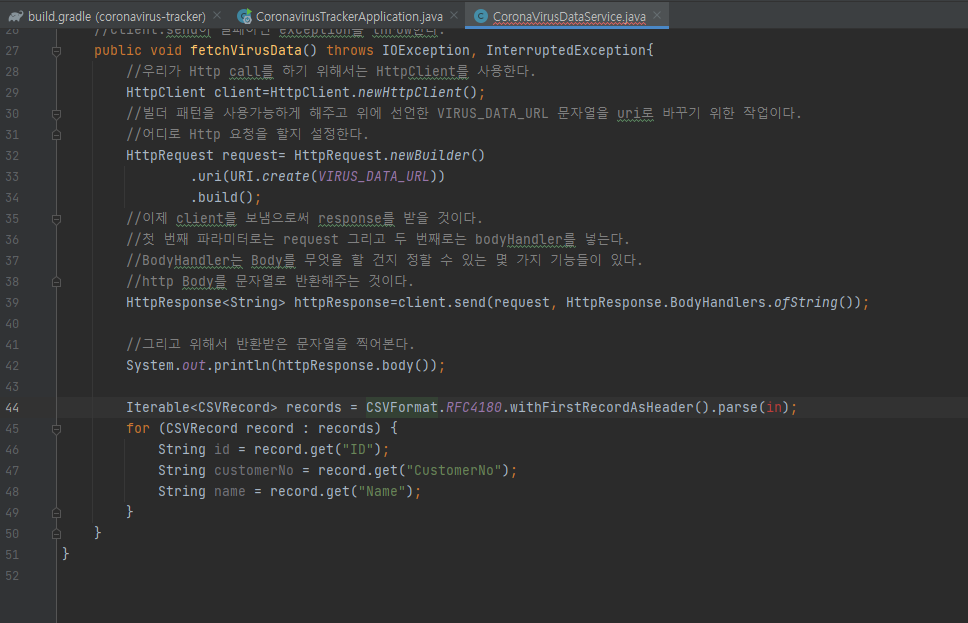 build.gradle (coronavirus-tracker) CoronavirusTrackerApplication.java CoronaVirusDataService.java
26 //client.send이 실패하면 exception을 throw한다.
27 public void fetchVirusData() throws IOException, InterruptedException{
28 //우리가 Http call를 하기 위해서는 HttpClient를 사용한다.
29 HttpClient client=HttpClient.newHttpClient();
30 //빌더 패턴을 사용가능하게 해주고 위에 선언한 VIRUS_DATA_URL 문자열을 uri로 바꾸기 위한 작업이다.
31 //어디로 Http 요청을 할지 설정한다.
32 HttpRequest request= HttpRequest.newBuilder()
33 .uri(URI.create(VIRUS_DATA_URL))
34 .build();
35 //이제 client를 보냄으로써 response를 받을 것이다.
36 //첫 번째 파라미터로는 request 그리고 두 번째로는 bodyHandler를 넣는다.
37 //BodyHandler는 Body를 무엇을 할 건지 정할 수 있는 몇 가지 기능들이 있다.
38 //http Body를 문자열로 반환해주는 것이다.
39 HttpResponse<String> httpResponse=client.send(request, HttpResponse.BodyHandlers.ofString());
40
41 //그리고 위해서 반환받은 문자열을 찍어본다.
42 System.out.println(httpResponse.body());
43
44 Iterable<CSVRecord> records = CSVFormat.RFC4180.withFirstRecordAsHeader().parse(in);
45 for (CSVRecord record : records) {
46 String id = record.get("ID");
47 String customerNo = record.get("CustomerNo");
48 String name = record.get("Name");
49 }
50 }
51 }
52